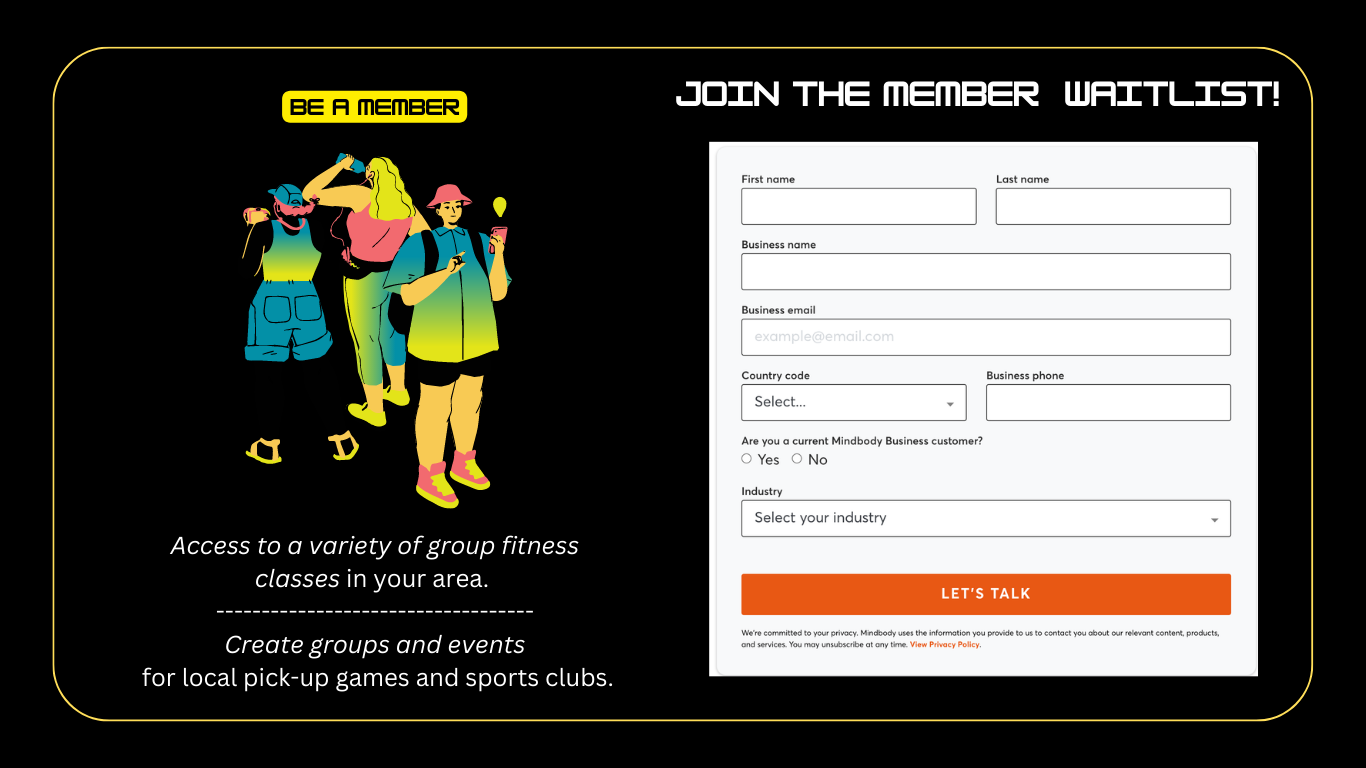 BE A MEMBER
Access to a variety of group fitness
classes in your area.
-----------------------------------
Create groups and events
for local pick-up games and sports clubs.
JOIN THE MEMBER WAITLIST!
First name
Last name
Business name
Business email
example@email.com
Country code
Business phone
Select...
Are you a current Mindbody Business customer?
Yes No
Industry
Select your industry
LET'S TALK
We're committed to your privacy. Mindbody uses the information you provide to us to contact you about our relevant content, products,
and services. You may unsubscribe at any time. View Privacy Policy.